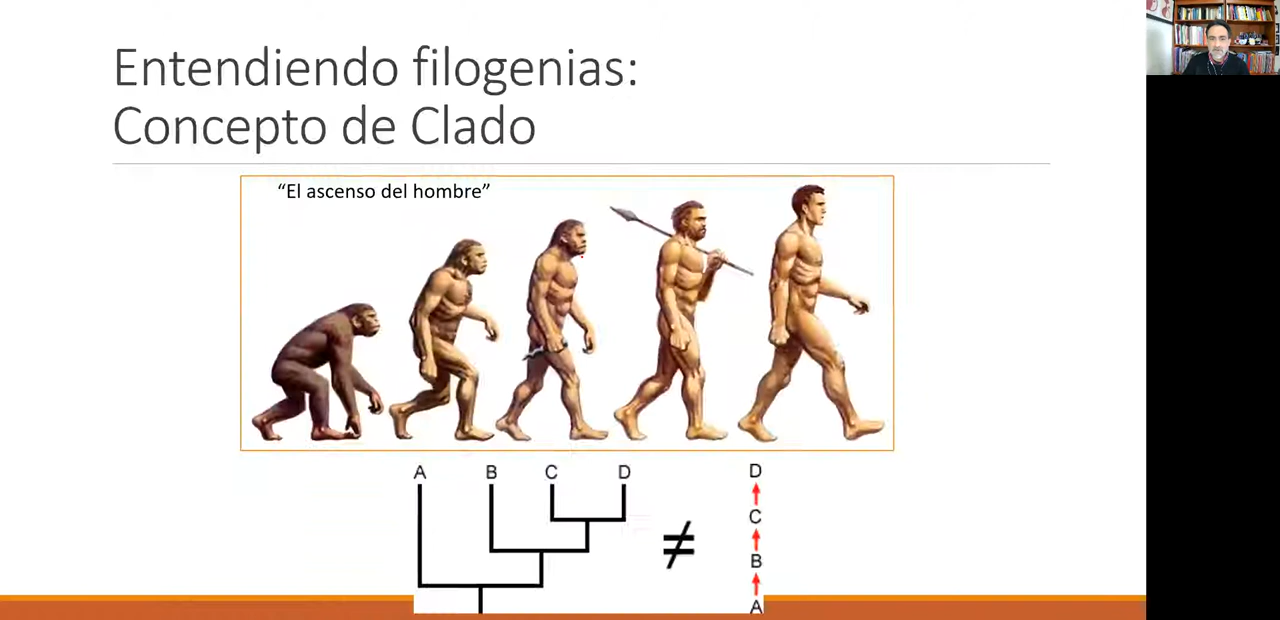 Entendiendo filogenias:
Concepto de Clado
“El ascenso del hombre”
A B C D
≠
D
C
B
A